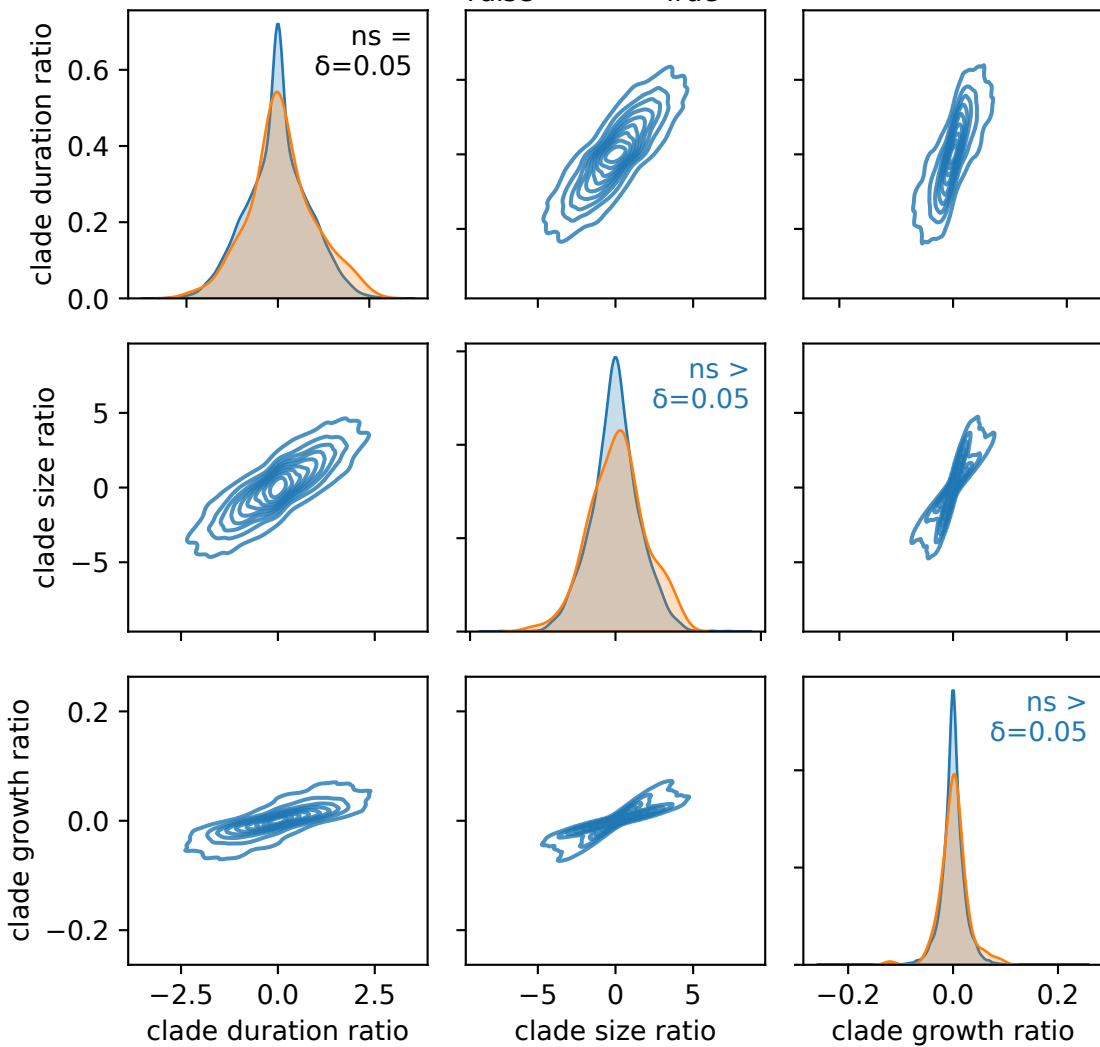 clade duration ratio
0.6
0.4
0.2
0.0
ns =
δ=0.05
clade size ratio
5
0
−5
ns >
δ=0.05
clade growth ratio
0.2
0.0
−0.2
ns >
δ=0.05
−2.5 0.0 2.5
−5 0 5
−0.2 0.0 0.2
clade duration ratio
clade size ratio
clade growth ratio